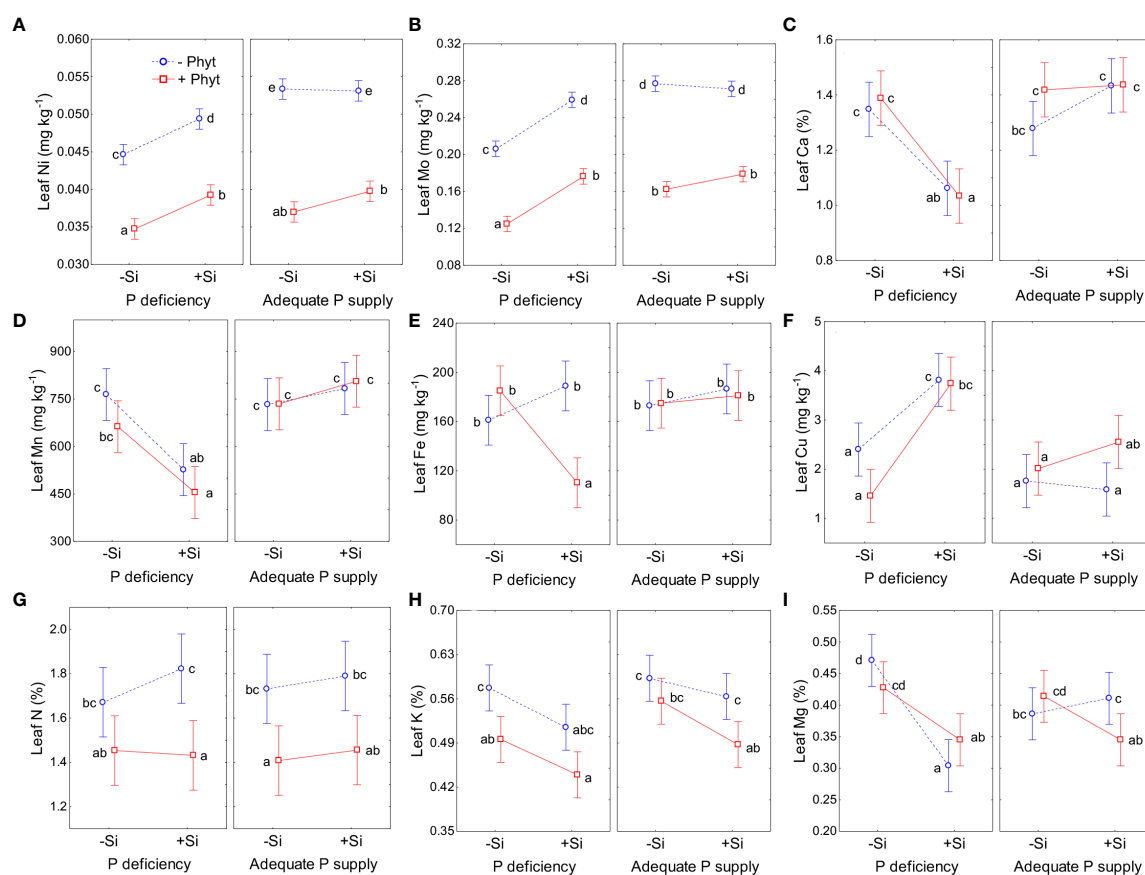 A
Leaf Ni (mg kg-1)
0.060
0.055
0.050
0.045
0.040
0.035
0.030
- Phyt
+ Phyt
c
d
a
b
e
e
ab
b
-Si
+Si
-Si
+Si
P deficiency
Adequate P supply
B
Leaf Mo (mg kg-1)
0.32
0.28
0.24
0.20
0.16
0.12
0.08
c
d
a
b
d
d
b
b
-Si
+Si
-Si
+Si
P deficiency
Adequate P supply
C
Leaf Ca (%)
1.6
1.4
1.2
1.0
0.8
c
c
ab
a
c
bc
c
c
-Si
+Si
-Si
+Si
P deficiency
Adequate P supply
D
Leaf Mn (mg kg-1)
900
750
600
450
300
c
bc
ab
a
c
c
c
c
-Si
+Si
-Si
+Si
P deficiency
Adequate P supply
E
Leaf Fe (mg kg-1)
240
200
160
120
80
b
b
b
a
b
b
b
b
-Si
+Si
-Si
+Si
P deficiency
Adequate P supply
F
Leaf Cu (mg kg-1)
5
4
3
2
1
a
a
c
bc
a
a
ab
a
-Si
+Si
-Si
+Si
P deficiency
Adequate P supply
G
Leaf N (%)
2.0
1.8
1.6
1.4
1.2
bc
c
ab
a
bc
bc
a
ab
-Si
+Si
-Si
+Si
P deficiency
Adequate P supply
H
Leaf K (%)
0.70
0.63
0.56
0.49
0.42
0.35
c
abc
ab
a
c
bc
c
ab
-Si
+Si
-Si
+Si
P deficiency
Adequate P supply
I
Leaf Mg (%)
0.55
0.50
0.45
0.40
0.35
0.30
0.25
0.20
d
cd
ab
a
cd
bc
c
ab
-Si
+Si
-Si
+Si
P deficiency
Adequate P supply